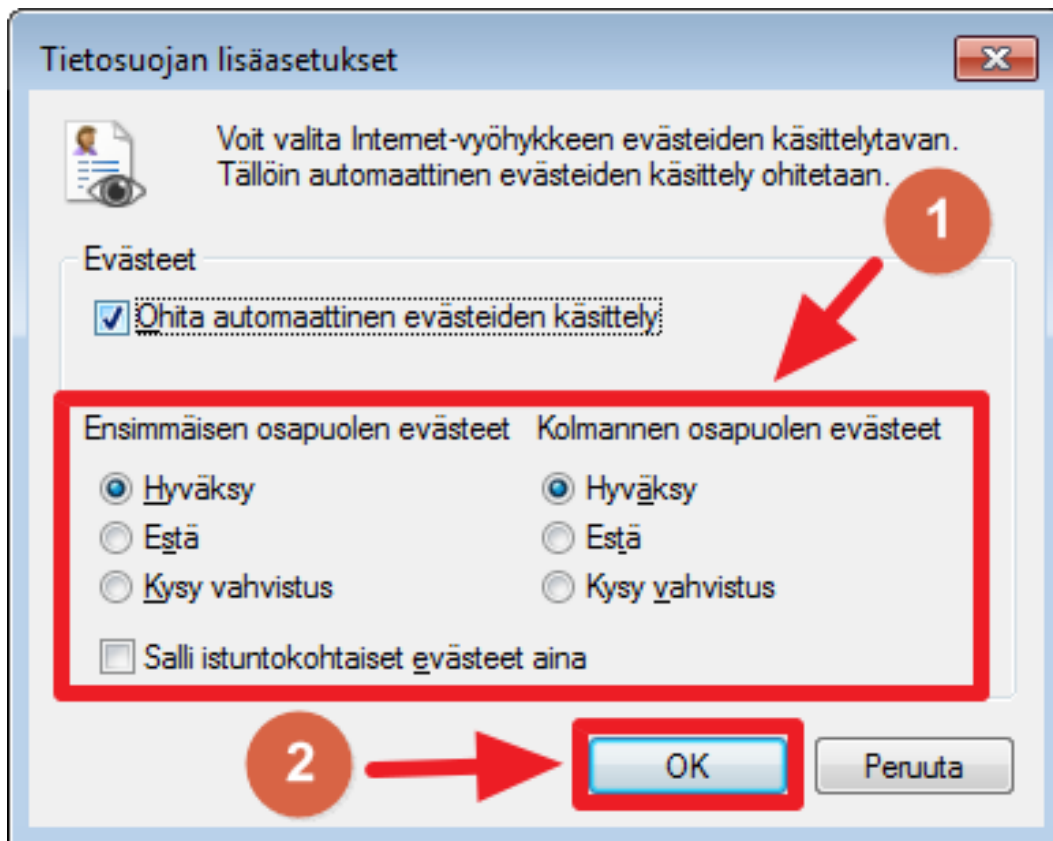 Tietosuojan lisäasetukset
Voit valita Internet-vyöhykkeen evästeiden käsittelytavan.
Tällöin automaattinen evästeiden käsittely ohitetaan.
1
Evästeet
Ohita automaattinen evästeiden käsittely
Ensimmäisen osapuolen evästeet Kolmannen osapuolen evästeet
Hyväksy Hyväksy
Estä Estä
Kysy vahvistus Kysy vahvistus
Salli istuntokohtaiset evästeet aina
2 OK Peruuta